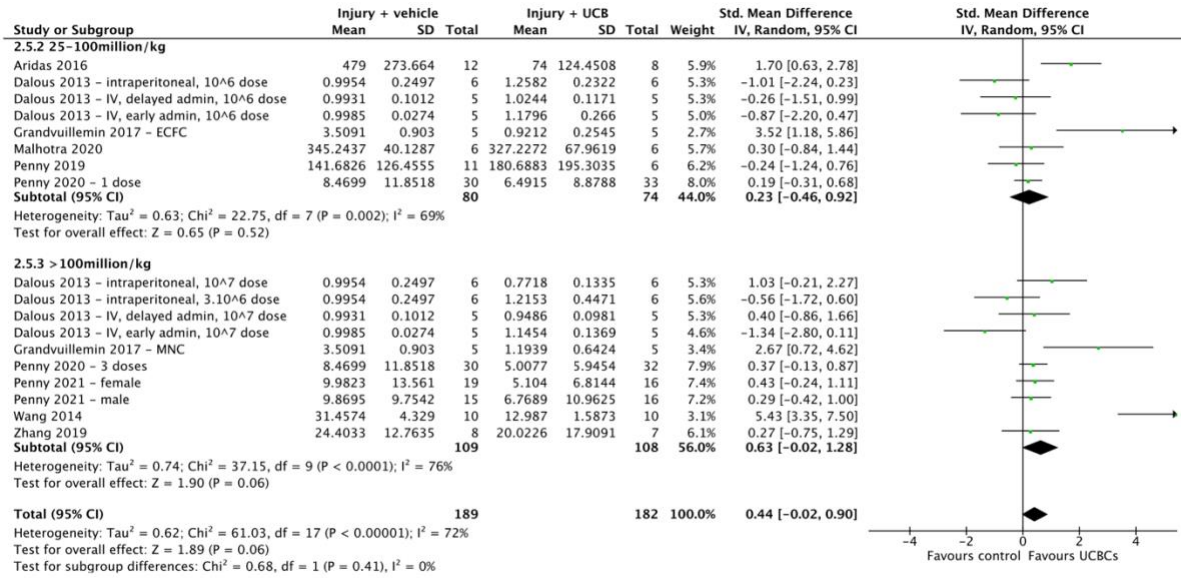 Injury + vehicle Injury + UCB Std. Mean Difference Std. Mean Difference
Study or Subgroup Mean SD Total Mean SD Total Weight IV, Random, 95% CI IV, Random, 95% CI
2.5.2 25-100million/kg
Aridas 2016 479 273.664 12 74 124.4508 8 5.9% 1.70 [0.63, 2.78]
Dalous 2013 - intraperitoneal, 10^6 dose 0.9954 0.2497 6 1.2582 0.2322 6 5.3% -1.01 [-2.24, 0.23]
Dalous 2013 - IV, delayed admin, 10^6 dose 0.9931 0.1012 5 1.0244 0.1171 5 5.3% -0.26 [-1.51, 0.99]
Dalous 2013 - IV, early admin, 10^6 dose 0.9985 0.0274 5 1.1796 0.266 5 5.0% -0.87 [-2.20, 0.47]
Grandvuillemin 2017 - ECFC 3.5091 0.903 5 0.9212 0.2545 5 2.7% 3.52 [1.18, 5.86]
Malhotra 2020 345.2437 40.1287 6 327.2272 67.9619 6 5.6% 0.30 [-0.84, 1.44]
Penny 2019 141.6826 126.4555 11 180.6883 195.3035 6 6.2% -0.24 [-1.24, 0.76]
Penny 2020 - 1 dose 8.4699 11.8518 30 6.4915 8.8788 33 8.0% 0.19 [-0.31, 0.68]
Subtotal (95% CI) 80 74 44.0% 0.23 [-0.46, 0.92]
Heterogeneity: Tau² = 0.63; Chi² = 22.75, df = 7 (P = 0.002); I² = 69%
Test for overall effect: Z = 0.65 (P = 0.52)
2.5.3 >100million/kg
Dalous 2013 - intraperitoneal, 10^7 dose 0.9954 0.2497 6 0.7718 0.1335 6 5.3% 1.03 [-0.21, 2.27]
Dalous 2013 - intraperitoneal, 3.10^6 dose 0.9954 0.2497 6 1.2153 0.4471 6 5.6% -0.56 [-1.72, 0.60]
Dalous 2013 - IV, delayed admin, 10^7 dose 0.9931 0.1012 5 0.9486 0.0981 5 5.3% 0.40 [-0.86, 1.66]
Dalous 2013 - IV, early admin, 10^7 dose 0.9985 0.0274 5 1.1454 0.1369 5 4.6% -1.34 [-2.80, 0.11]
Grandvuillemin 2017 - MNC 3.5091 0.903 5 1.1939 0.6424 5 3.4% 2.67 [0.72, 4.62]
Penny 2020 - 3 doses 8.4699 11.8518 30 5.0077 5.9454 32 7.9% 0.37 [-0.13, 0.87]
Penny 2021 - female 9.9823 13.561 19 5.104 6.8144 16 7.4% 0.43 [-0.24, 1.11]
Penny 2021 - male 9.8695 9.7542 15 6.7689 10.9625 16 7.2% 0.29 [-0.42, 1.00]
Wang 2014 31.4574 4.329 10 12.987 1.5873 10 3.1% 5.43 [3.35, 7.50]
Zhang 2019 24.4033 12.7635 8 20.0226 17.9091 7 6.1% 0.27 [-0.75, 1.29]
Subtotal (95% CI) 109 108 56.0% 0.63 [-0.02, 1.28]
Heterogeneity: Tau² = 0.74; Chi² = 37.15, df = 9 (P < 0.0001); I² = 76%
Test for overall effect: Z = 1.90 (P = 0.06)
Total (95% CI) 189 182 100.0% 0.44 [-0.02, 0.90]
Heterogeneity: Tau² = 0.62; Chi² = 61.03, df = 17 (P < 0.00001); I² = 72%
Test for overall effect: Z = 1.89 (P = 0.06)
Test for subgroup differences: Chi² = 0.68, df = 1 (P = 0.41), I² = 0%
-4 -2 0 2 4
Favours control Favours UCBCs